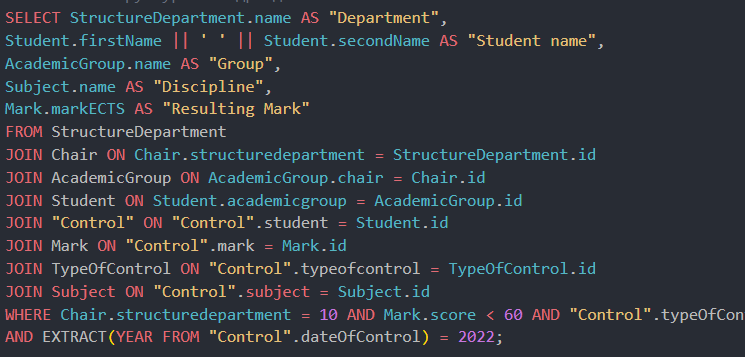 SELECT StructureDepartment.name AS "Department",
Student.firstName || ' ' || Student.secondName AS "Student name",
AcademicGroup.name AS "Group",
Subject.name AS "Discipline",
Mark.markECTS AS "Resulting Mark"
FROM StructureDepartment
JOIN Chair ON Chair.structuredepartment = StructureDepartment.id
JOIN AcademicGroup ON AcademicGroup.chair = Chair.id
JOIN Student ON Student.academicgroup = AcademicGroup.id
JOIN "Control" ON "Control".student = Student.id
JOIN Mark ON "Control".mark = Mark.id
JOIN TypeOfControl ON "Control".typeofcontrol = TypeOfControl.id
JOIN Subject ON "Control".subject = Subject.id
WHERE Chair.structuredepartment = 10 AND Mark.score < 60 AND "Control".typeOfCon
AND EXTRACT(YEAR FROM "Control".dateOfControl) = 2022;